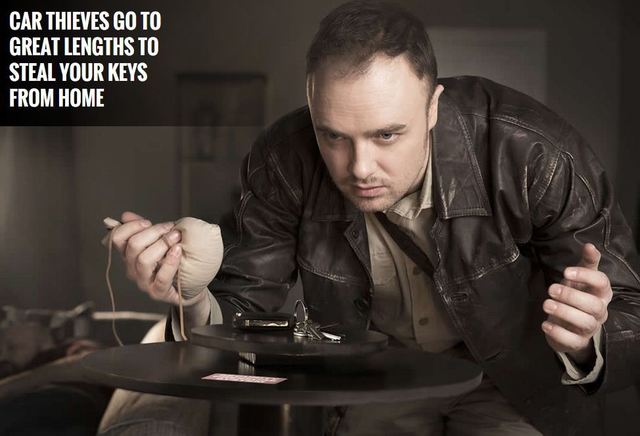 CAR THIEVES GO TO
GREAT LENGTHS TO
STEAL YOUR KEYS
FROM HOME